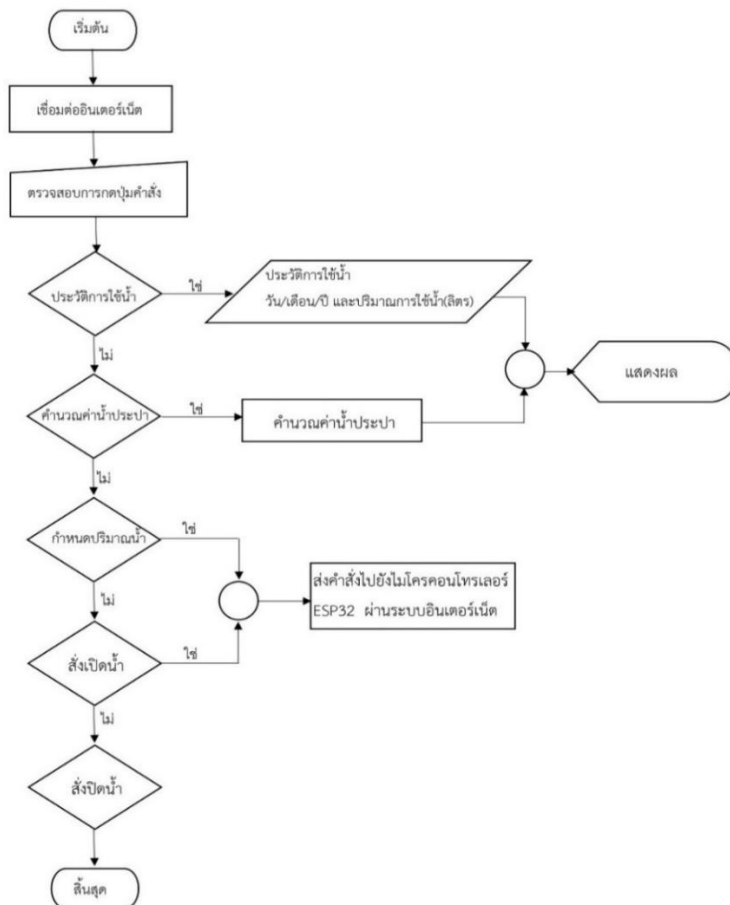 เริ่มต้น
เชื่อมต่ออินเตอร์เน็ต
ตรวจสอบการกดปุ่มคำสั่ง
ประวัติการใช้น้ำ
ใช่
ประวัติการใช้น้ำ
วัน/เดือน/ปี และปริมาณการใช้น้ำ(ลิตร)
ไม่
แสดงผล
คำนวณค่าน้ำประปา
ใช่
คำนวณค่าน้ำประปา
ไม่
กำหนดปริมาณน้ำ
ใช่
ส่งคำสั่งไปยังไมโครคอนโทรเลอร์
ESP32 ผ่านระบบอินเตอร์เน็ต
ไม่
สั่งเปิดน้ำ
ใช่
ไม่
สั่งปิดน้ำ
สิ้นสุด